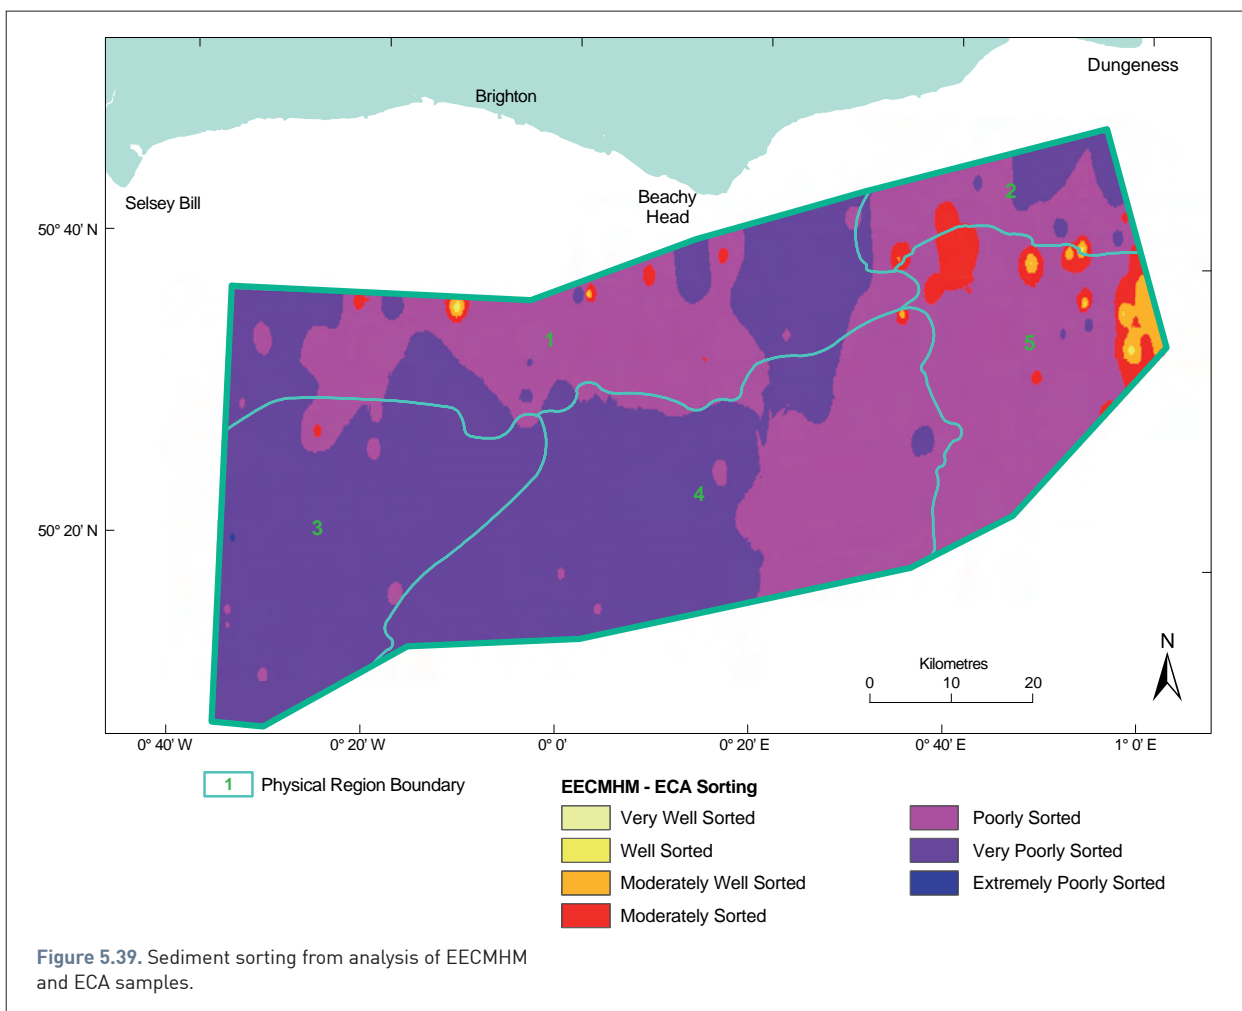 Dungeness
Brighton
Selsey Bill
Beachy
Head
50° 40' N
50° 20' N
1
2
3
4
5
N
Kilometres
0 10 20
0° 40' W 0° 20' W 0° 0' 0° 20' E 0° 40' E 1° 0' E
1 Physical Region Boundary
EECMHM - ECA Sorting
Very Well Sorted
Well Sorted
Moderately Well Sorted
Moderately Sorted
Poorly Sorted
Very Poorly Sorted
Extremely Poorly Sorted
Figure 5.39. Sediment sorting from analysis of EECMHM
and ECA samples.